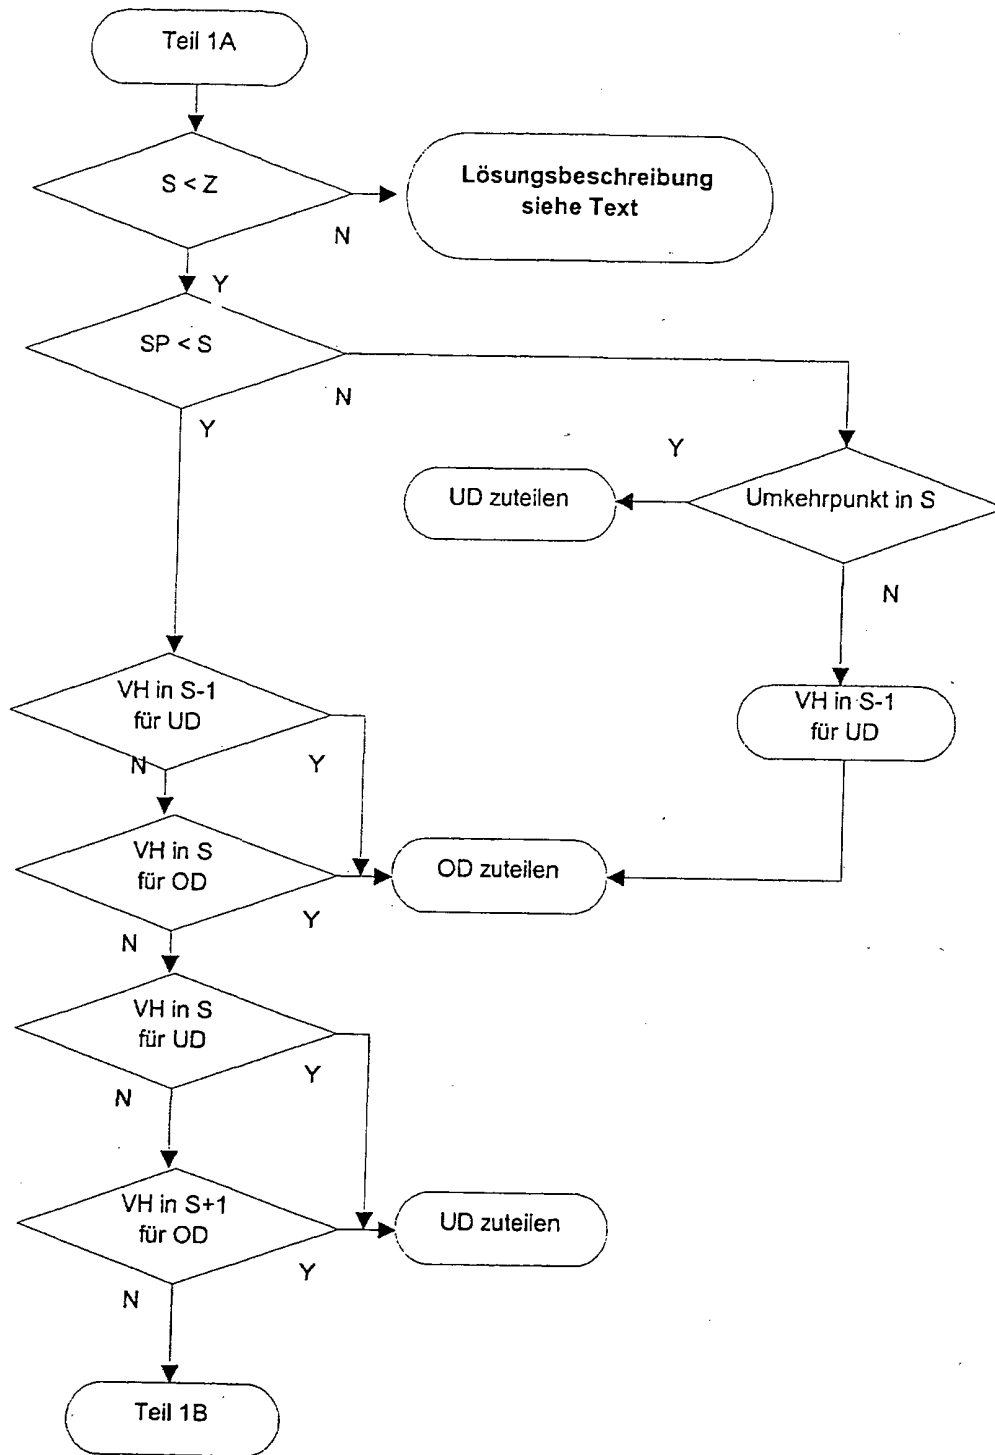 Teil 1A
S < Z
N
Lösungsbeschreibung
siehe Text
Y
SP < S
N
Y
Y
UD zuteilen
Umkehrpunkt in S
N
VH in S-1
für UD
N
Y
VH in S-1
für UD
VH in S
für OD
Y
N
OD zuteilen
VH in S
für UD
Y
N
VH in S+1
für OD
Y
N
UD zuteilen
Teil 1B